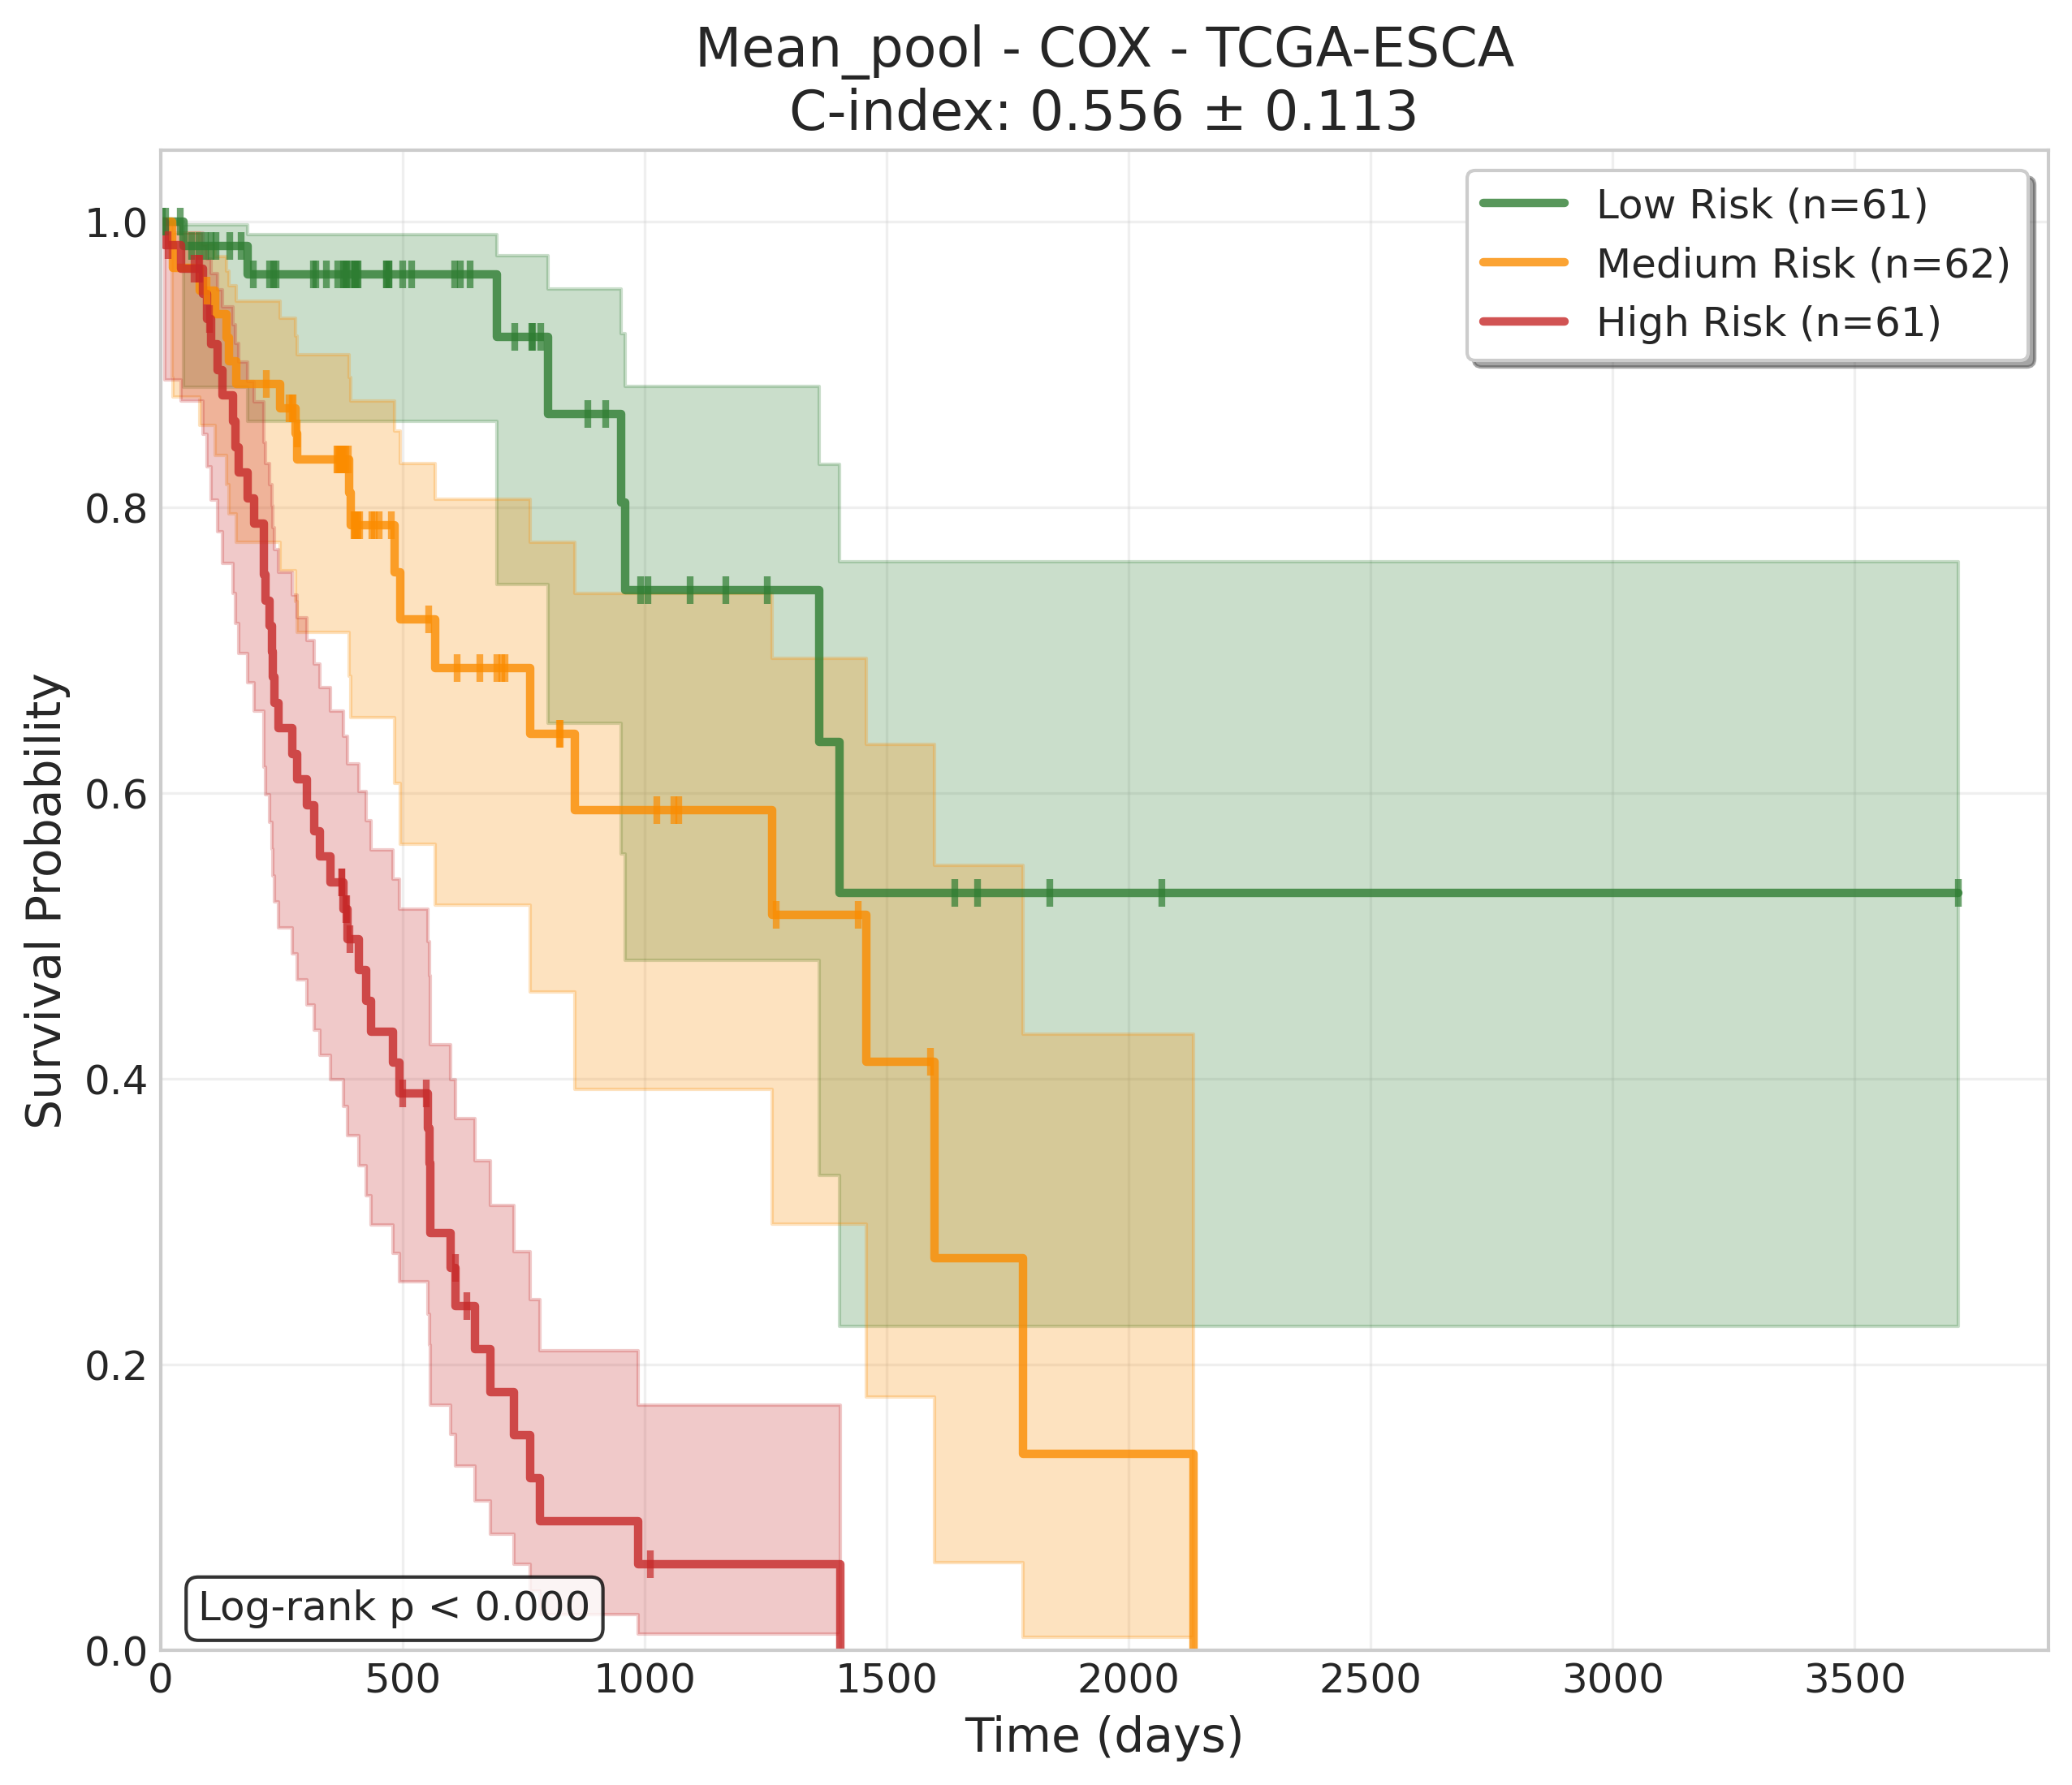 Mean_pool - COX - TCGA-ESCA
C-index: 0.556 ± 0.113
Low Risk (n=61)
Medium Risk (n=62)
High Risk (n=61)
Survival Probability
1.0
0.8
0.6
0.4
0.2
0.0
Log-rank p < 0.000
0 500 1000 1500 2000 2500 3000 3500
Time (days)